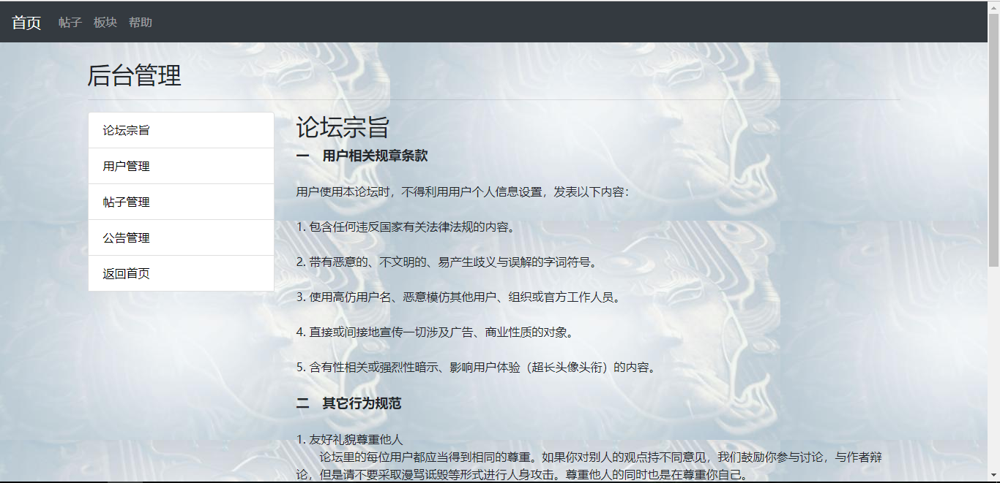 首页 帖子 板块 帮助
后台管理
论坛宗旨
用户管理
帖子管理
公告管理
返回首页
论坛宗旨
一 用户相关规章条款
用户使用本论坛时，不得利用用户个人信息设置，发表以下内容：
1. 包含任何违反国家有关法律法规的内容。
2. 带有恶意的、不文明的、易产生歧义与误解的字词符号。
3. 使用高仿用户名、恶意模仿其他用户、组织或官方工作人员。
4. 直接或间接地宣传一切涉及广告、商业性质的对象。
5. 含有性相关或强烈性暗示、影响用户体验（超长头像头衔）的内容。
二 其它行为规范
1. 友好礼貌尊重他人
论坛里的每位用户都应当得到相同的尊重。如果你对别人的观点持不同意见，我们鼓励你参与讨论，与作者辩
论，但是请不要采取漫骂诋毁等形式进行人身攻击。尊重他人的同时也是在尊重你自己。